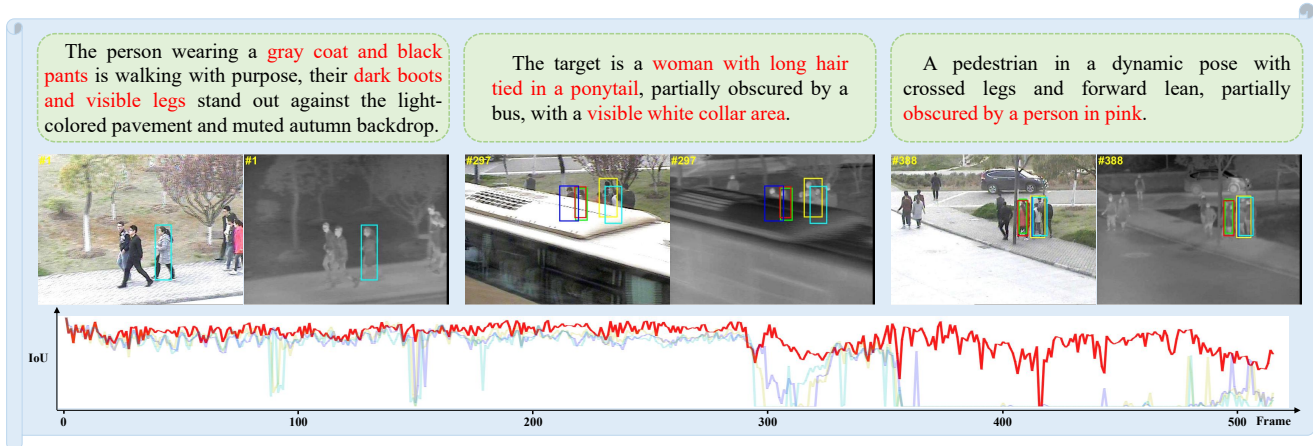 The person wearing a gray coat and black
pants is walking with purpose, their dark boots
and visible legs stand out against the light-
colored pavement and muted autumn backdrop.
The target is a woman with long hair
tied in a ponytail, partially obscured by a
bus, with a visible white collar area.
A pedestrian in a dynamic pose with
crossed legs and forward lean, partially
obscured by a person in pink.
#1
#1
#297
#297
#388
#388
IoU
0
100
200
300
400
500
Frame